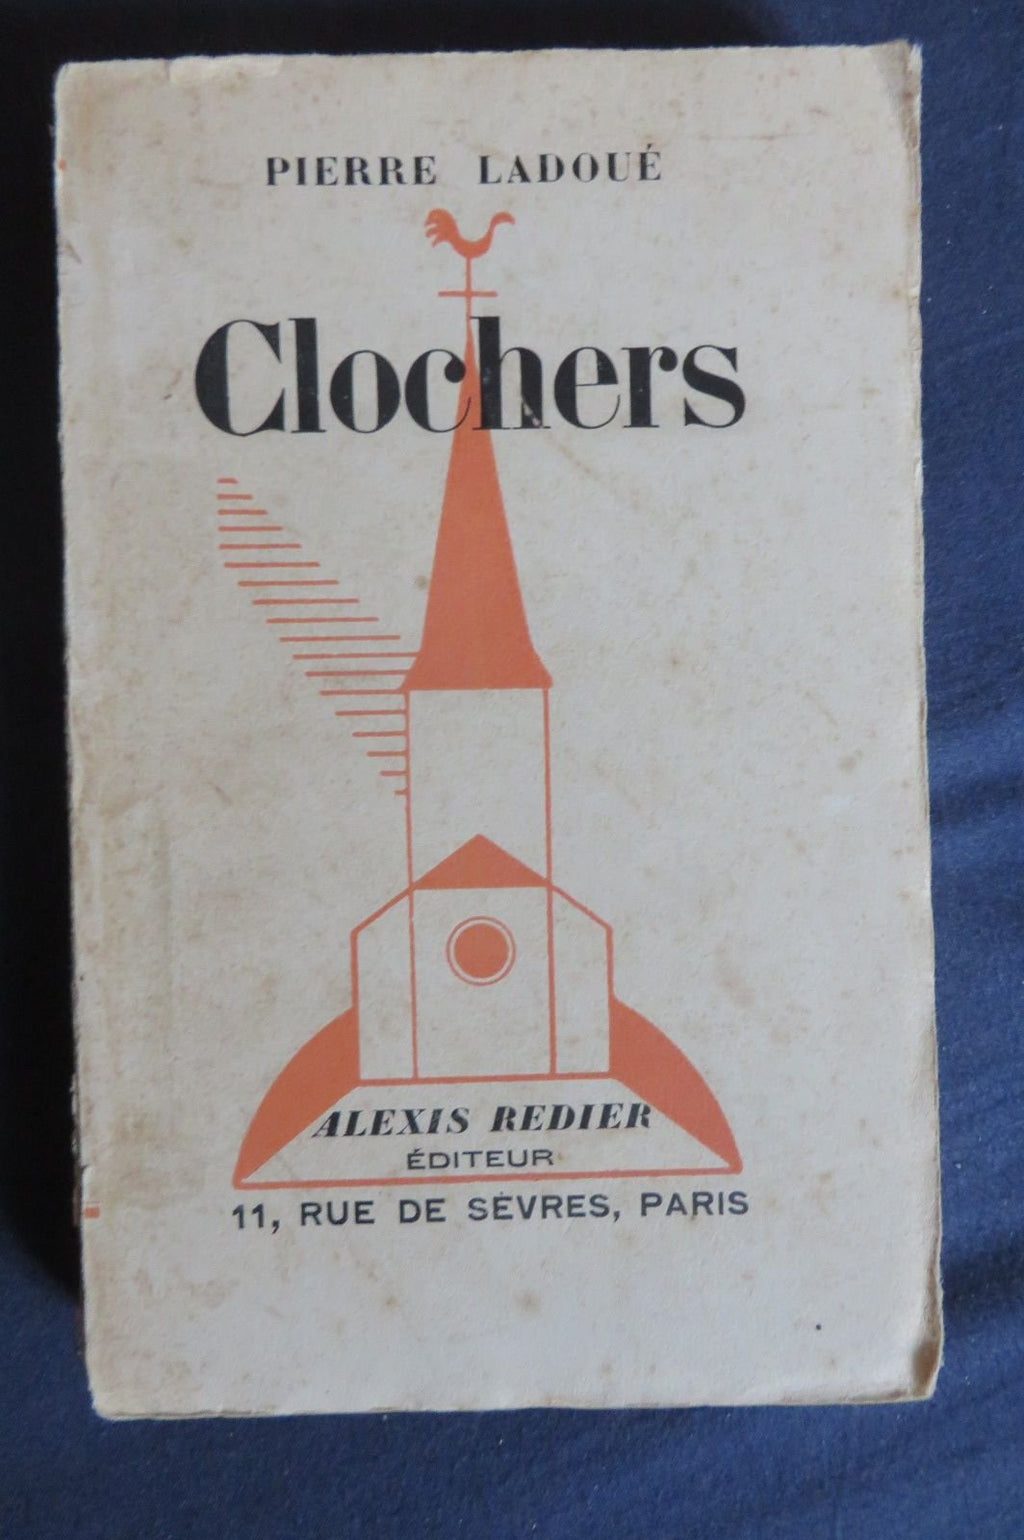 PIERRE LADOUÉ
Clochers
ALEXIS REDIER
ÉDITEUR
11, RUE DE SÈVRES, PARIS